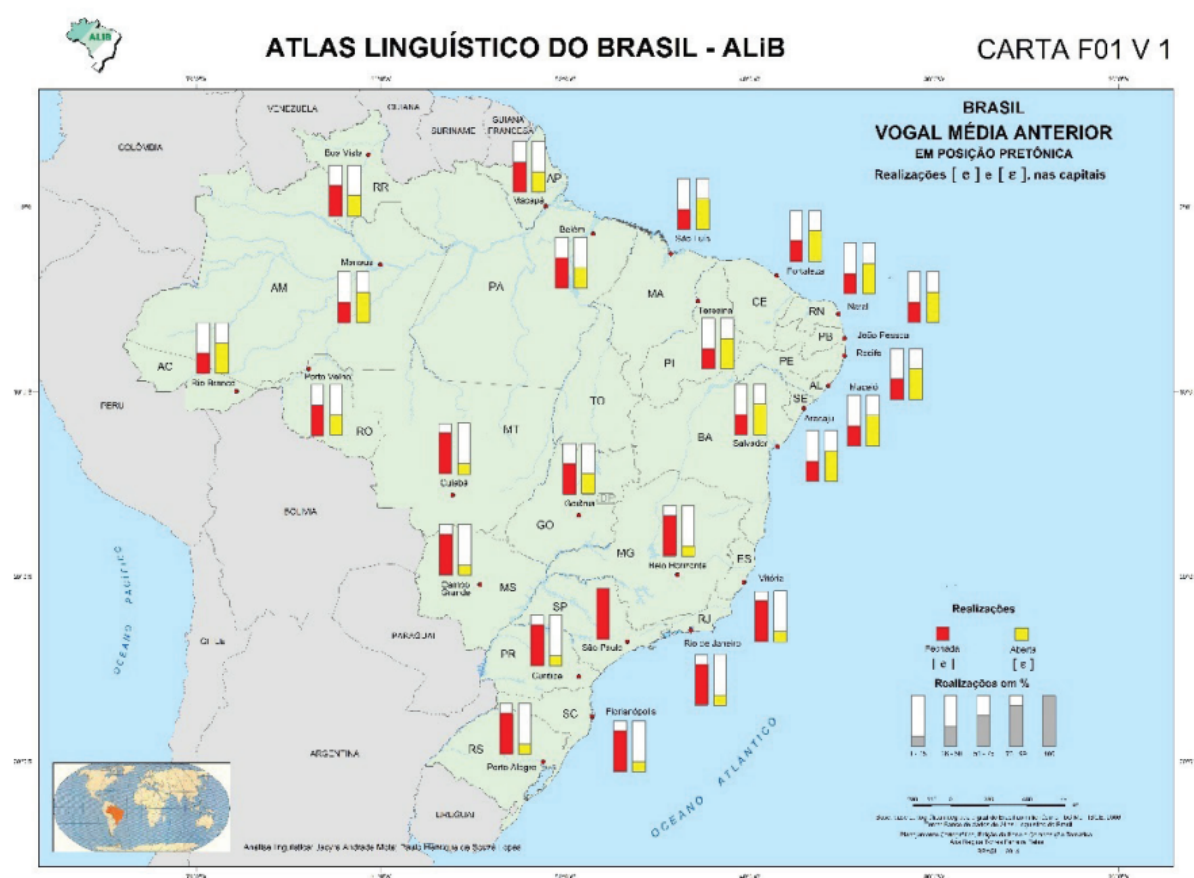 ALiB
ATLAS LINGUÍSTICO DO BRASIL - ALiB
CARTA F01 V 1
BRASIL
VOGAL MÉDIA ANTERIOR
EM POSIÇÃO PRETÔNICA
Realizações [ e ] e [ ɛ ], nas capitais
VENEZUELA
GUIANA
SURINAME
GUIANA
FRANCESA
COLÔMBIA
Boa Vista
RR
AP
Macapá
Belém
São Luís
Fortaleza
Natal
Manaus
AM
PA
MA
Teresina
CE
RN
João Pessoa
PB
Recife
PI
PE
AC
Rio Branco
Porto Velho
AL
Maceió
SE
Aracaju
PERU
RO
MT
TO
BA
Salvador
Cuiabá
Goiânia
DF
BOLIVIA
GO
MG
Belo Horizonte
ES
Vitória
Campo
Grande
MS
SP
São Paulo
RJ
Rio de Janeiro
PARAGUAI
PR
Curitiba
OCEANO PACÍFICO
SC
Florianópolis
RS
Porto Alegre
ARGENTINA
URUGUAI
OCEANO ATLÂNTICO
Realizações
Fechada
Aberta
[ e ]
[ ɛ ]
Realizações em %
100